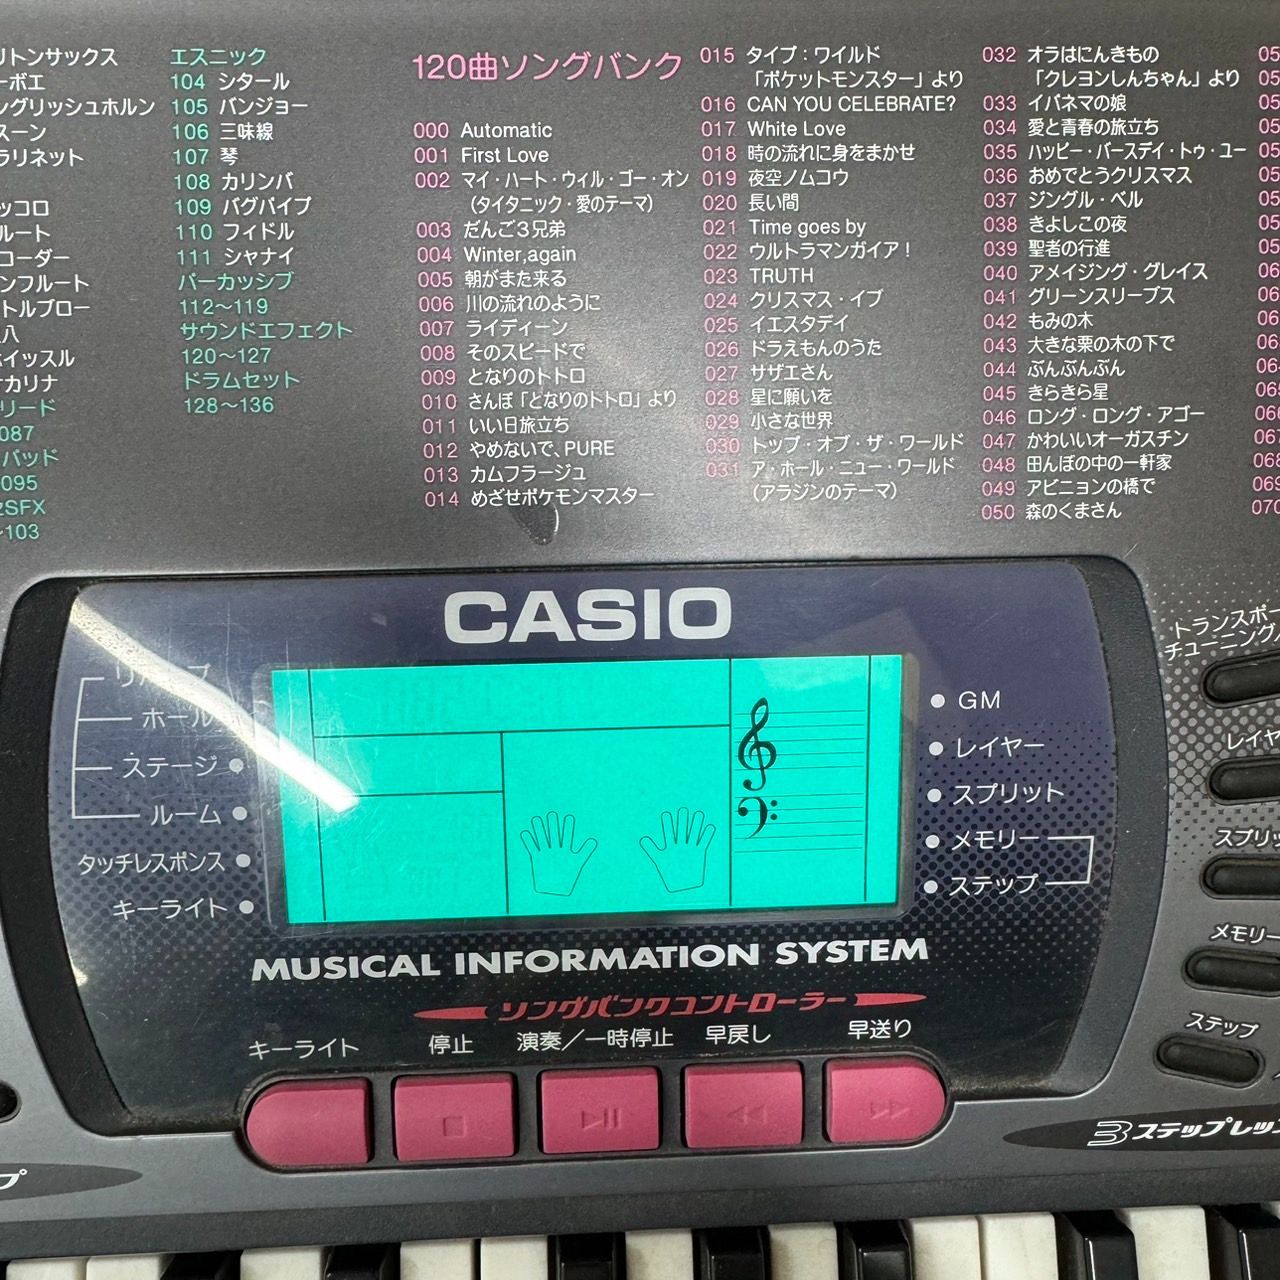 リトンサックス
ーボエ
ングリッシュホルン
スーン
ラリネット
ッコロ
ルート
コーダー
ンフルート
トルブロー
八
ホイッスル
オカリナ
リード
087
パッド
095
SFX
～103
エスニック
104 シタール
105 バンジョー
106 三味線
107 琴
108 カリンバ
109 バグパイプ
110 フィドル
111 シャナイ
パーカッシブ
112～119
サウンドエフェクト
120～127
ドラムセット
128～136
120曲ソングバンク
000 Automatic
001 First Love
002 マイ・ハート・ウィル・ゴー・オン
(タイタニック・愛のテーマ)
003 だんご3兄弟
004 Winter,again
005 朝がまた来る
006 川の流れのように
007 ライディーン
008 そのスピードで
009 となりのトトロ
010 さんぽ「となりのトトロ」より
011 いい日旅立ち
012 やめないで、PURE
013 カムフラージュ
014 めざせポケモンマスター
015 タイプ：ワイルド
「ポケットモンスター」より
016 CAN YOU CELEBRATE?
017 White Love
018 時の流れに身をまかせ
019 夜空ノムコウ
020 長い間
021 Time goes by
022 ウルトラマンガイア！
023 TRUTH
024 クリスマス・イブ
025 イエスタデイ
026 ドラえもんのうた
027 サザエさん
028 星に願いを
029 小さな世界
030 トップ・オブ・ザ・ワールド
031 ア・ホール・ニュー・ワールド
(アラジンのテーマ)
032 オラはにんきもの
「クレヨンしんちゃん」より
033 イパネマの娘
034 愛と青春の旅立ち
035 ハッピー・バースデイ・トゥ・ユー
036 おめでとうクリスマス
037 ジングル・ベル
038 きよしこの夜
039 聖者の行進
040 アメイジング・グレイス
041 グリーンスリーブス
042 もみの木
043 大きな栗の木の下で
044 ぶんぶんぶん
045 きらきら星
046 ロング・ロング・アゴー
047 かわいいオーガスチン
048 田んぼの中の一軒家
049 アビニョンの橋で
050 森のくまさん
068
069
070
CASIO
リバーブ
ホール
ステージ
ルーム
タッチレスポンス
キーライト
GM
レイヤー
スプリット
メモリー
ステップ
MUSICAL INFORMATION SYSTEM
ソングバンクコントローラー
キーライト
停止
演奏／一時停止
早戻し
早送り
トランスポー
チューニング
レイヤ
スプリッ
メモリー
ステップ
3ステップレッ
プ